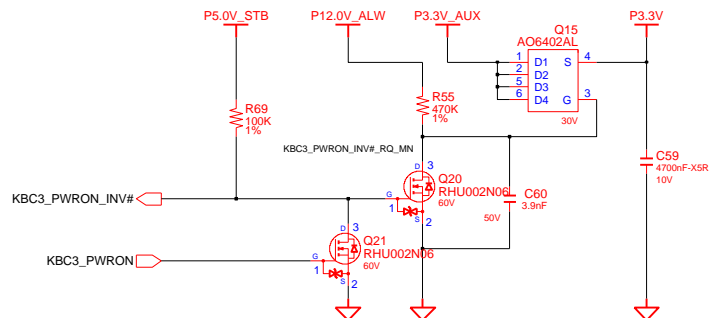 P5.0V_STB
P12.0V_ALW
P3.3V_AUX
Q15
AO6402AL
P3.3V
1 D1 S 4
2 D2
5 D3
6 D4 G 3
30V
R69
100K
1%
R55
470K
1%
KBC3_PWRON_INV#_RQ_MN
C59
4700nF-X5R
10V
D 3
Q20
RHU002N06
60V
G
1
S
2
C60
3.9nF
50V
KBC3_PWRON_INV#
D 3
Q21
RHU002N06
60V
KBC3_PWRON
G
1
S
2